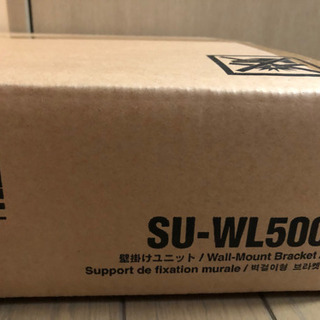 SU-WL500
壁掛けユニット / Wall-Mount Bracket /
Support de fixation murale / 벽걸이형 브라켓